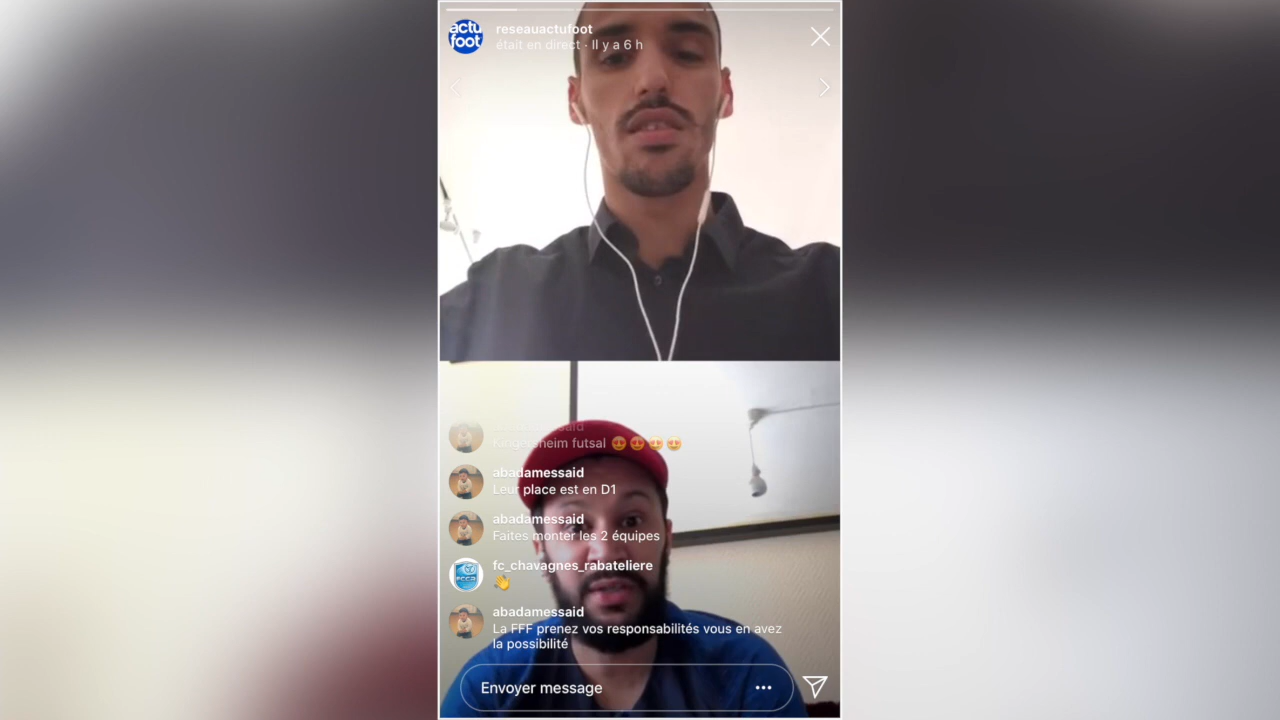 actu
foot
reseauactufoot
était en direct · Il y a 6 h
futsal 😍😍😍😍
abadamessaid
Leur place est en D1
abadamessaid
Faites monter les 2 équipes
fc_chavagnes_rabateliere
👋
abadamessaid
La FFF prenez vos responsabilités vous en avez
la possibilité
Envoyer message